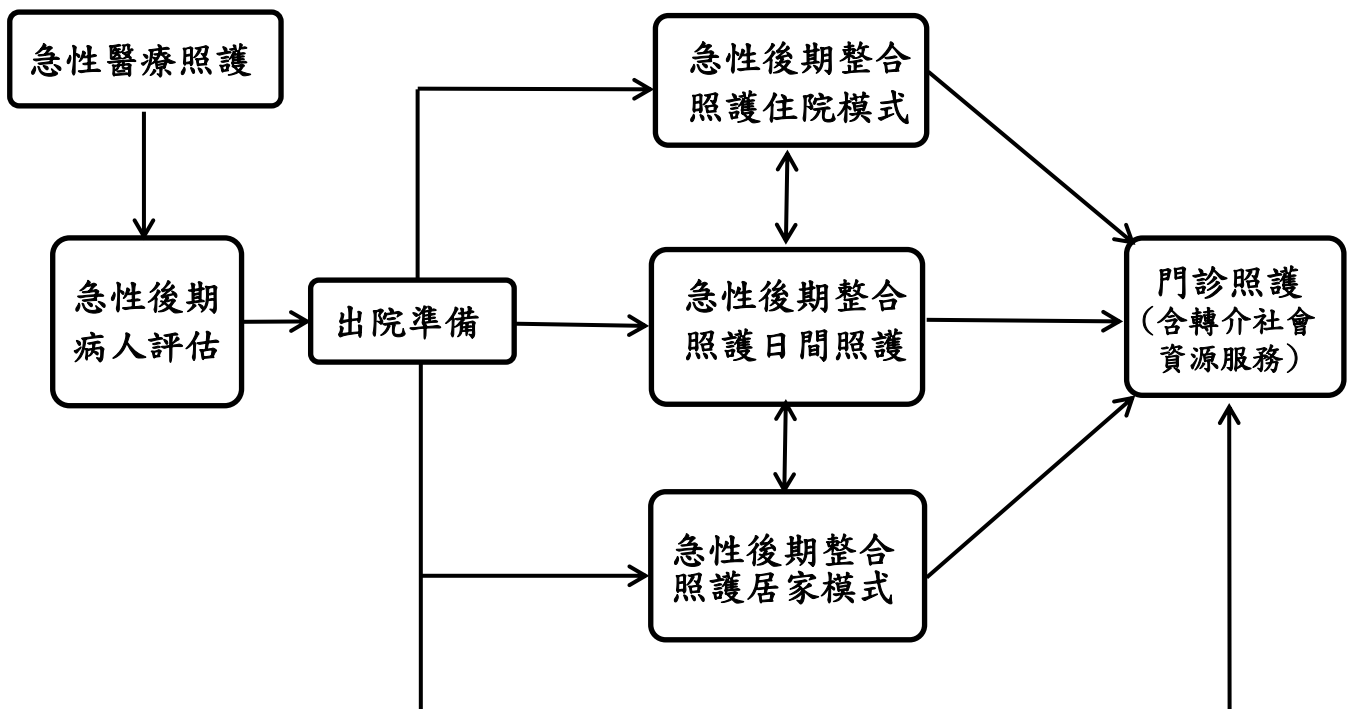 急性醫療照護
急性後期
病人評估
出院準備
急性後期整合
照護住院模式
急性後期整合
照護日間照護
急性後期整合
照護居家模式
門診照護
（含轉介社會
資源服務）